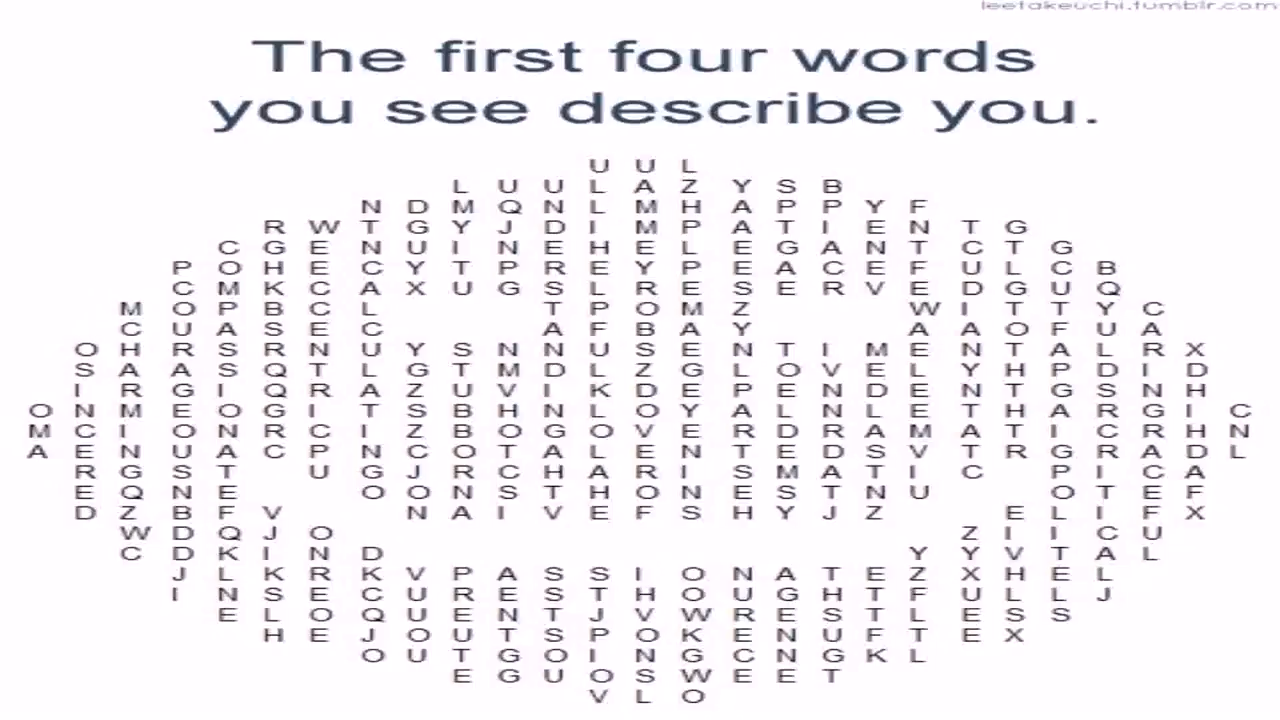 leetakeuchi.tumblr.com
The first four words
you see describe you.
U U L
L U U L A Z Y S B
N D M Q N L M H A P P Y F
R W T G Y J D I M P A T I E N T G
C G E N U I N E H E L E G A N T C T G
P O H E C Y T P R E Y P E A C E F U L C B
C M K C A X U G S L R E S E R V E D G U Q
M O P B C L T P O M Z W I T T Y C
C U A S E C A F B A Y A A O F U A
O H R S R N U Y S N N U S E N T I M E N T A L R X
S A A S Q T L G T M D L Z G L O V E L Y H P D I D
I R G I Q R A Z U V I K D E P E N D E N T G S N H
O N M E O G I T S B H N L O Y A L N L E T H A R G I C
M C I O N R C I Z B O G O V E R D R A M A T I C R H N
A E N U A C P N C O T A L E N T E D S V T R G R A D L
R G S T U G J R C H A R I S M A T I C P I C A
E Q N E O O N S T H O N E S T N U O T E F
D Z B F V N A I V E F S H Y J Z E L I F X
W D Q J O Z I I C U
C D K I N D Y Y V T A L
J L K R K V P A S S I O N A T E Z X H E L
I N S E C U R E S T H O U G H T F U L L J
E L O Q U E N T J V W R E S T L E S S
H E J O U T S P O K E N U F T E X
O U T G O I N G C N G K L
E G U O S W E E T
V L O